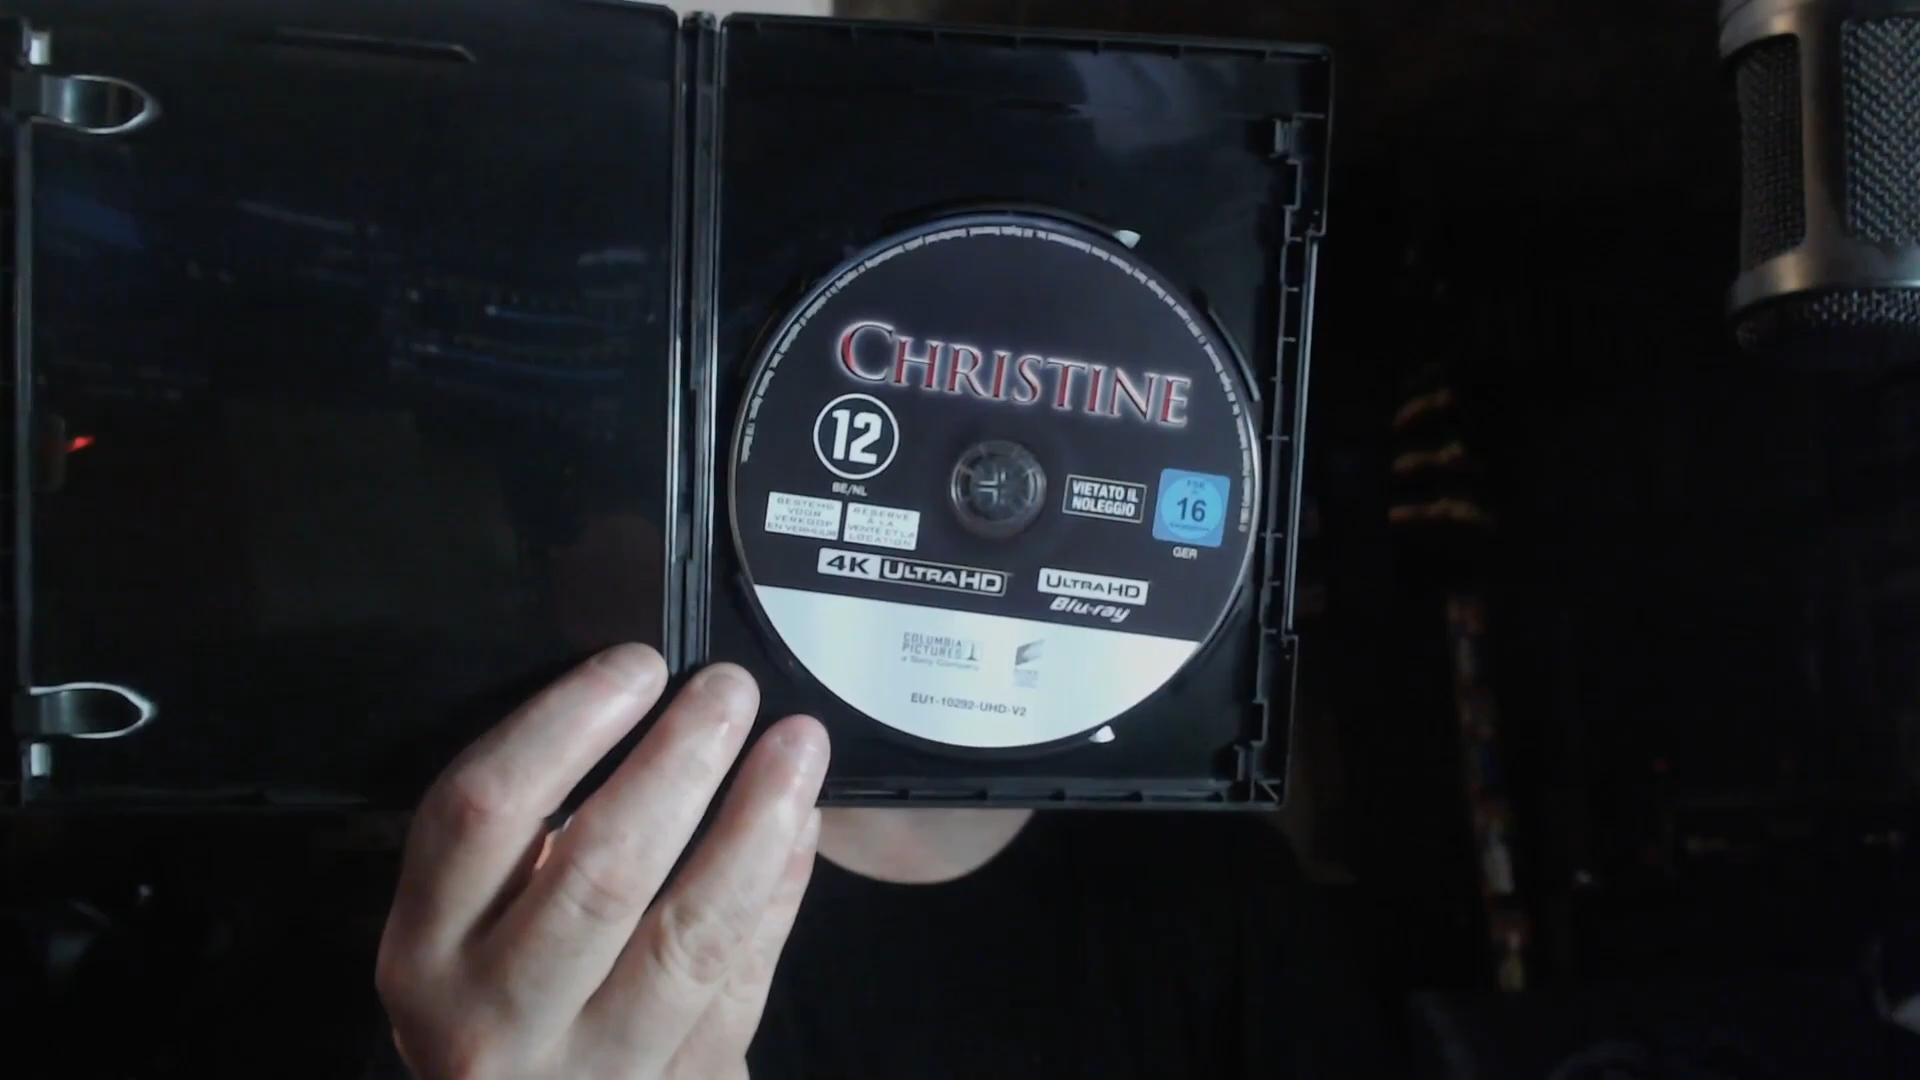 CHRISTINE
12
BE/NL
BESTEMD
VOOR
VERKOOP
EN VERHUUR
RÉSERVÉ
À LA
VENTE ET LA
LOCATION
VIETATO IL
NOLEGGIO
FSK
16
GER
4K ULTRA HD
ULTRA HD
Blu-ray
COLUMBIA
PICTURES
a Sony Company
EU1-10292-UHD-V2